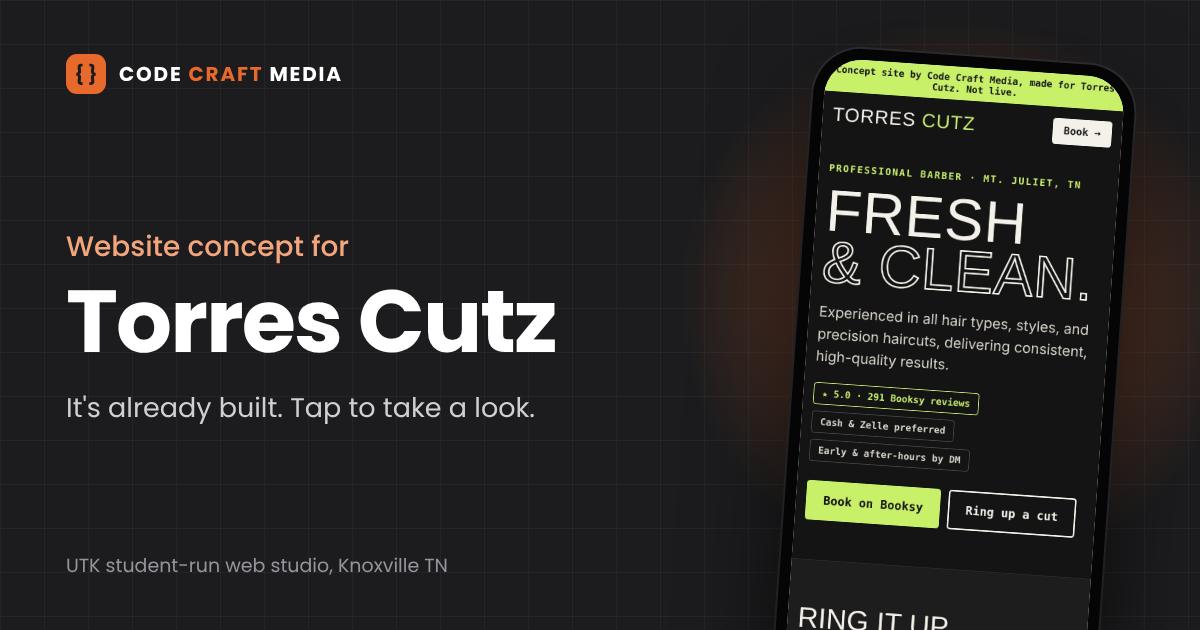 { } CODE CRAFT MEDIA
Website concept for
Torres Cutz
It's already built. Tap to take a look.
UTK student-run web studio, Knoxville TN
Concept site by Code Craft Media, made for Torres
Cutz. Not live.
TORRES CUTZ
Book →
PROFESSIONAL BARBER · MT. JULIET, TN
FRESH
& CLEAN.
Experienced in all hair types, styles, and
precision haircuts, delivering consistent,
high-quality results.
★ 5.0 · 291 Booksy reviews
Cash & Zelle preferred
Early & after-hours by DM
Book on Booksy
Ring up a cut
RING IT UP